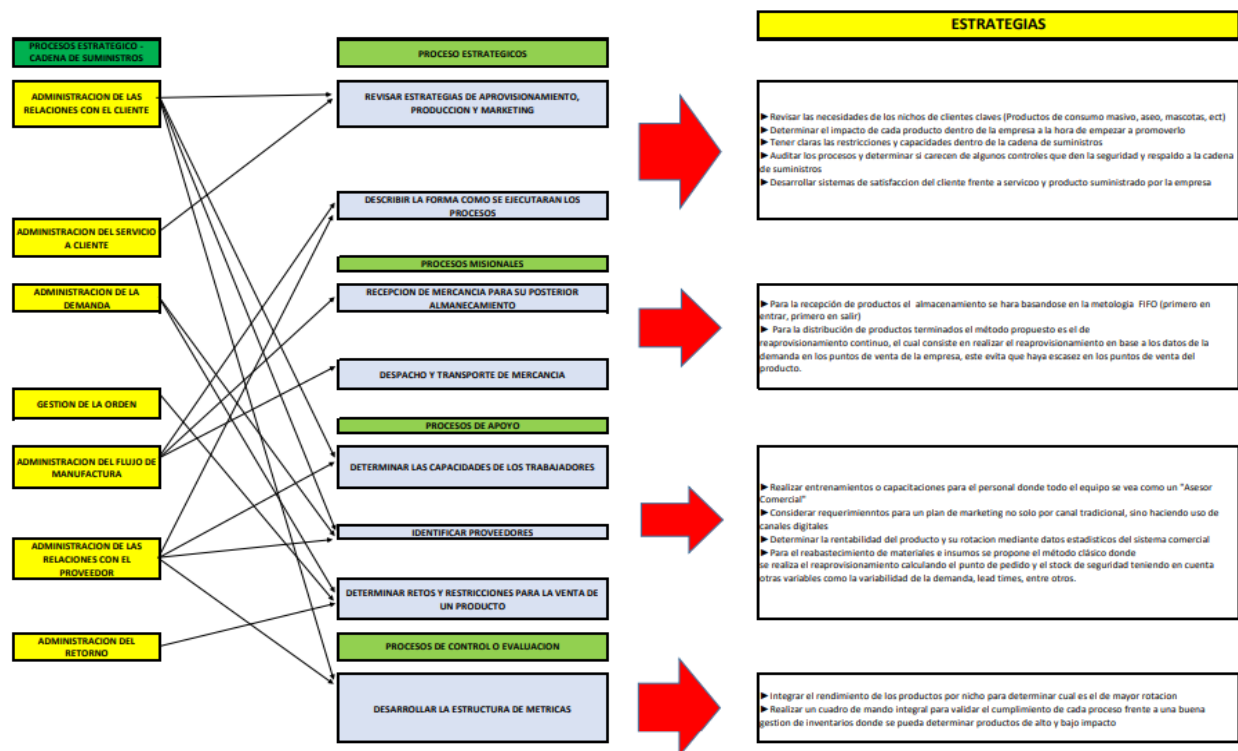 ESTRATEGIAS
PROCESOS ESTRATEGICO -
CADENA DE SUMINISTROS
PROCESO ESTRATEGICOS
ADMINISTRACION DE LAS
RELACIONES CON EL CLIENTE
REVISAR ESTRATEGIAS DE APROVISIONAMIENTO,
PRODUCCION Y MARKETING
► Revisar las necesidades de los nichos de clientes claves (Productos de consumo masivo, aseo, mascotas, ect)
► Determinar el impacto de cada producto dentro de la empresa a la hora de empezar a promoverlo
► Tener claras las restricciones y capacidades dentro de la cadena de suministros
► Auditar los procesos y determinar si carecen de algunos controles que den la seguridad y respaldo a la cadena
de suministros
► Desarrollar sistemas de satisfaccion del cliente frente a servicoo y producto suministrado por la empresa
DESCRIBIR LA FORMA COMO SE EJECUTARAN LOS
PROCESOS
ADMINISTRACION DEL SERVICIO
A CLIENTE
PROCESOS MISIONALES
ADMINISTRACION DE LA
DEMANDA
RECEPCION DE MERCANCIA PARA SU POSTERIOR
ALMANECAMIENTO
► Para la recepción de productos el almacenamiento se hara basandose en la metologia FIFO (primero en
entrar, primero en salir)
► Para la distribución de productos terminados el método propuesto es el de
reaprovisionamiento continuo, el cual consiste en realizar el reaprovisionamiento en base a los datos de la
demanda en los puntos de venta de la empresa, este evita que haya escasez en los puntos de venta del
producto.
DESPACHO Y TRANSPORTE DE MERCANCIA
GESTION DE LA ORDEN
PROCESOS DE APOYO
ADMINISTRACION DEL FLUJO DE
MANUFACTURA
DETERMINAR LAS CAPACIDADES DE LOS TRABAJADORES
► Realizar entrenamientos o capacitaciones para el personal donde todo el equipo se vea como un "Asesor
Comercial"
► Considerar requerimienntos para un plan de marketing no solo por canal tradicional, sino haciendo uso de
canales digitales
► Determinar la rentabilidad del producto y su rotacion mediante datos estadisticos del sistema comercial
► Para el reabastecimiento de materiales e insumos se propone el método clásico donde
se realiza el reaprovisionamiento calculando el punto de pedido y el stock de seguridad teniendo en cuenta
otras variables como la variabilidad de la demanda, lead times, entre otros.
IDENTIFICAR PROVEEDORES
ADMINISTRACION DE LAS
RELACIONES CON EL
PROVEEDOR
DETERMINAR RETOS Y RESTRICCIONES PARA LA VENTA DE
UN PRODUCTO
ADMINISTRACION DEL
RETORNO
PROCESOS DE CONTROL O EVALUACION
DESARROLLAR LA ESTRUCTURA DE METRICAS
► Integrar el rendimiento de los productos por nicho para determinar cual es el de mayor rotacion
► Realizar un cuadro de mando integral para validar el cumplimiento de cada proceso frente a una buena
gestion de inventarios donde se pueda determinar productos de alto y bajo impacto